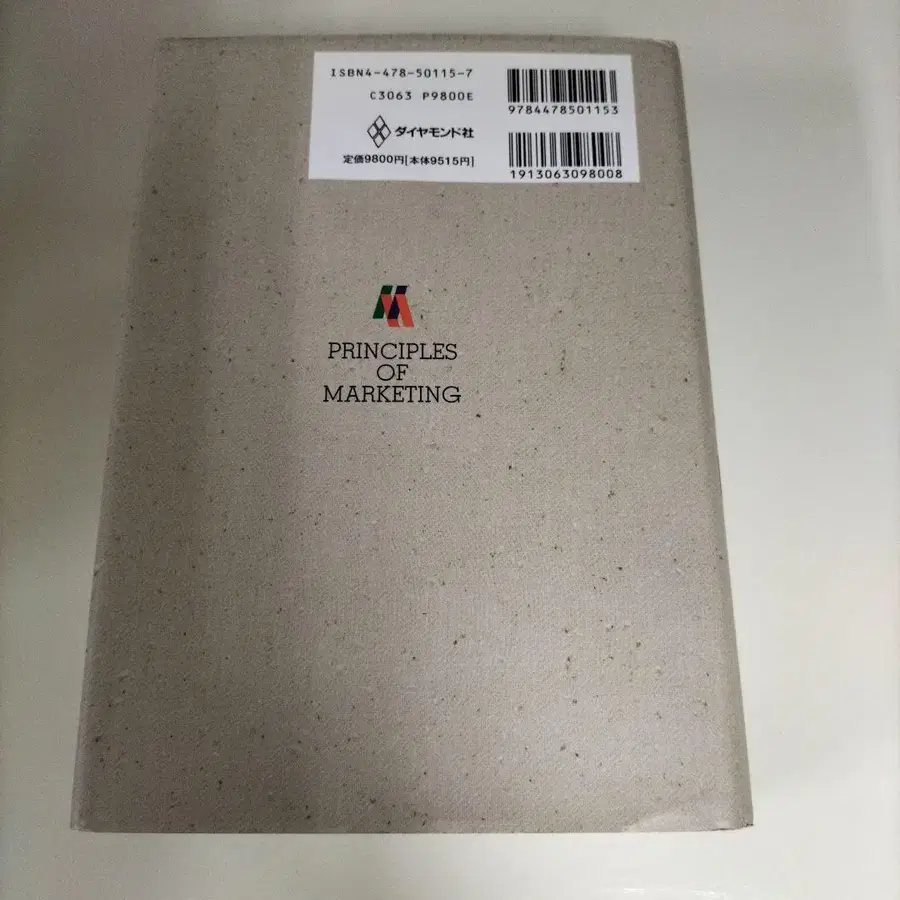 ISBN4-478-50115-7
C3063 P9800E
ダイヤモンド社
定価9800円[本体9515円]
9784478501153
1913063098008
PRINCIPLES
OF
MARKETING